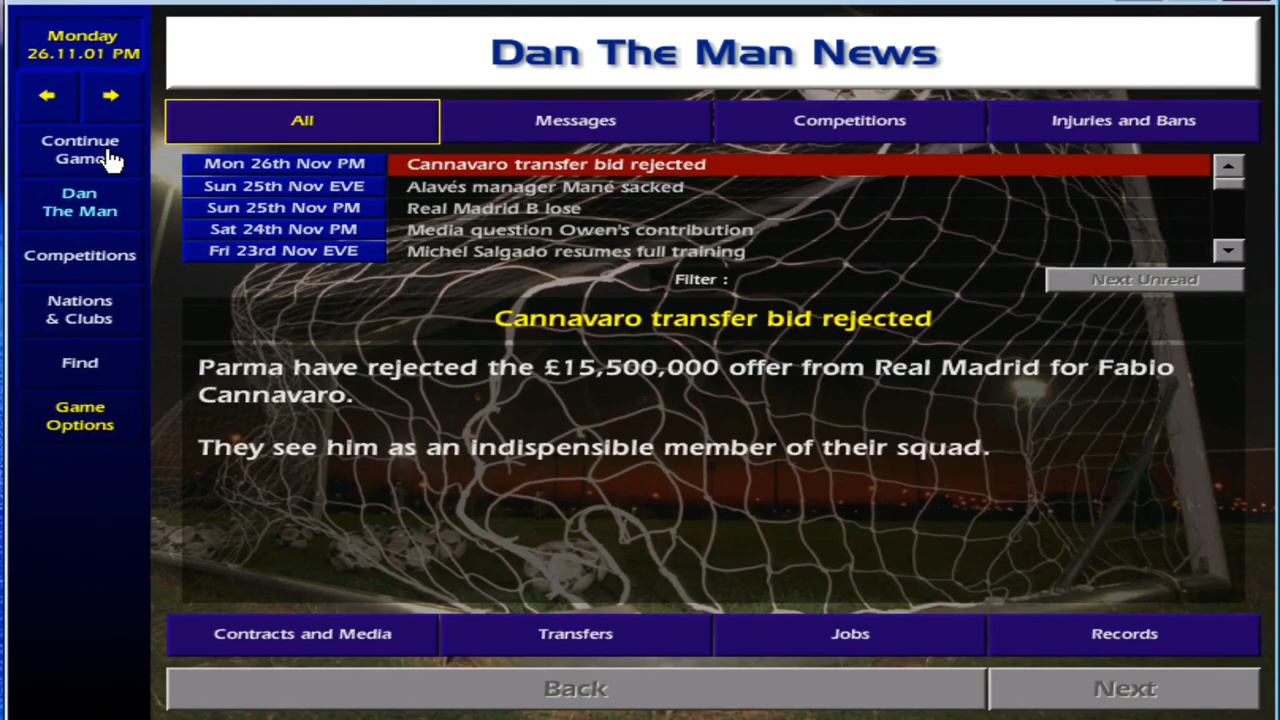 Monday
26.11.01 PM
Continue
Game
Dan
The Man
Competitions
Nations
& Clubs
Find
Game
Options
Dan The Man News
All
Messages
Competitions
Injuries and Bans
Mon 26th Nov PM Cannavaro transfer bid rejected
Sun 25th Nov EVE Alavés manager Mané sacked
Sun 25th Nov PM Real Madrid B lose
Sat 24th Nov PM Media question Owen's contribution
Fri 23rd Nov EVE Michel Salgado resumes full training
Filter :
Next Unread
Cannavaro transfer bid rejected
Parma have rejected the £15,500,000 offer from Real Madrid for Fabio
Cannavaro.
They see him as an indispensible member of their squad.
Contracts and Media
Transfers
Jobs
Records
Back
Next